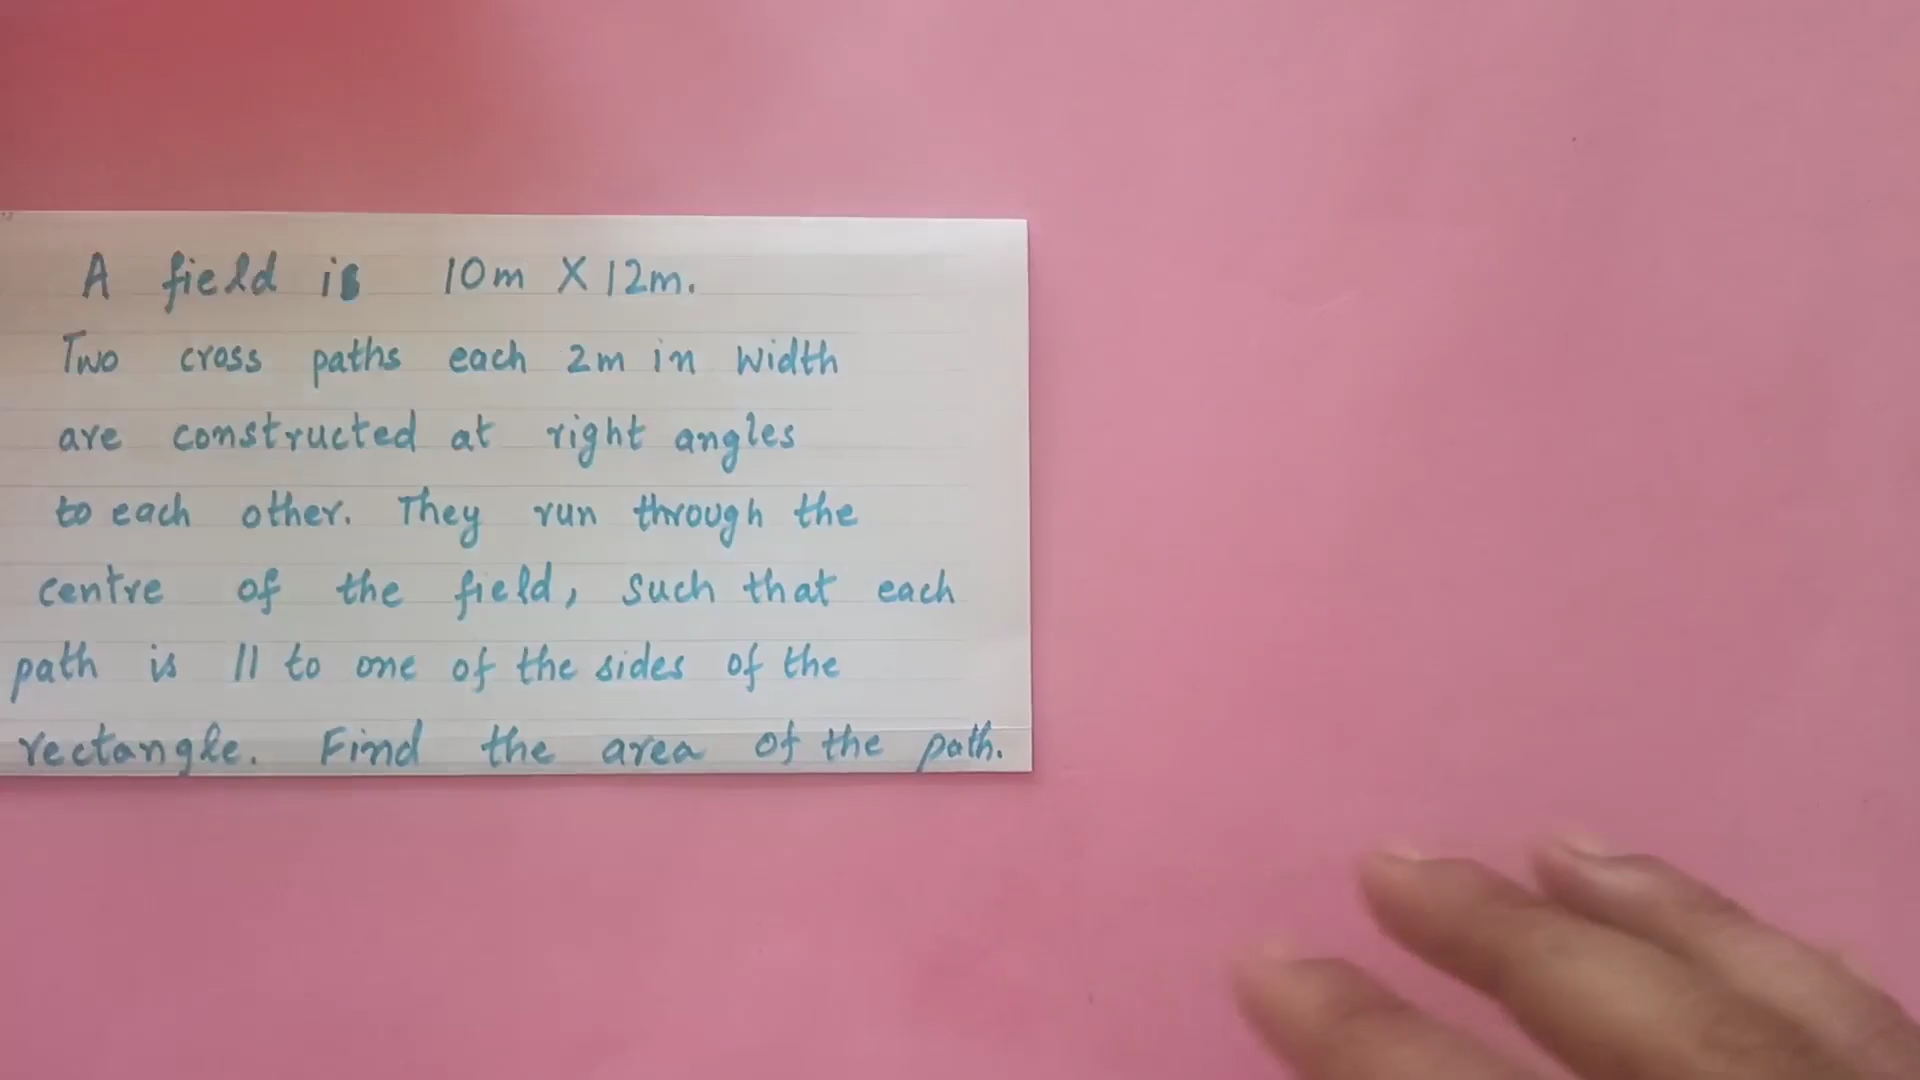 A field is 10m X 12m.
Two cross paths each 2m in width
are constructed at right angles
to each other. They run through the
centre of the field, such that each
path is || to one of the sides of the
rectangle. Find the area of the path.